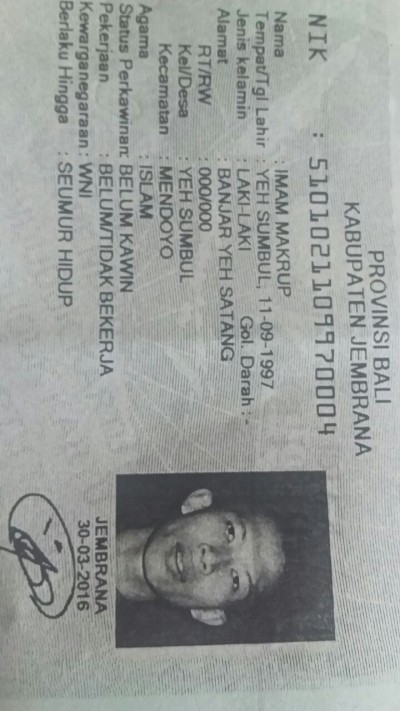 PROVINSI BALI
KABUPATEN JEMBRANA
NIK : 5101021109970004
Nama : IMAM MAKRUP
Tempat/Tgl Lahir : YEH SUMBUL, 11-09-1997
Jenis kelamin : LAKI-LAKI Gol. Darah :-
Alamat : BANJAR YEH SATANG
RT/RW : 000/000
Kel/Desa : YEH SUMBUL
Kecamatan : MENDOYO
Agama : ISLAM
Status Perkawinan: BELUM KAWIN
Pekerjaan : BELUM/TIDAK BEKERJA
Kewarganegaraan : WNI
Berlaku Hingga : SEUMUR HIDUP
JEMBRANA
30-03-2016